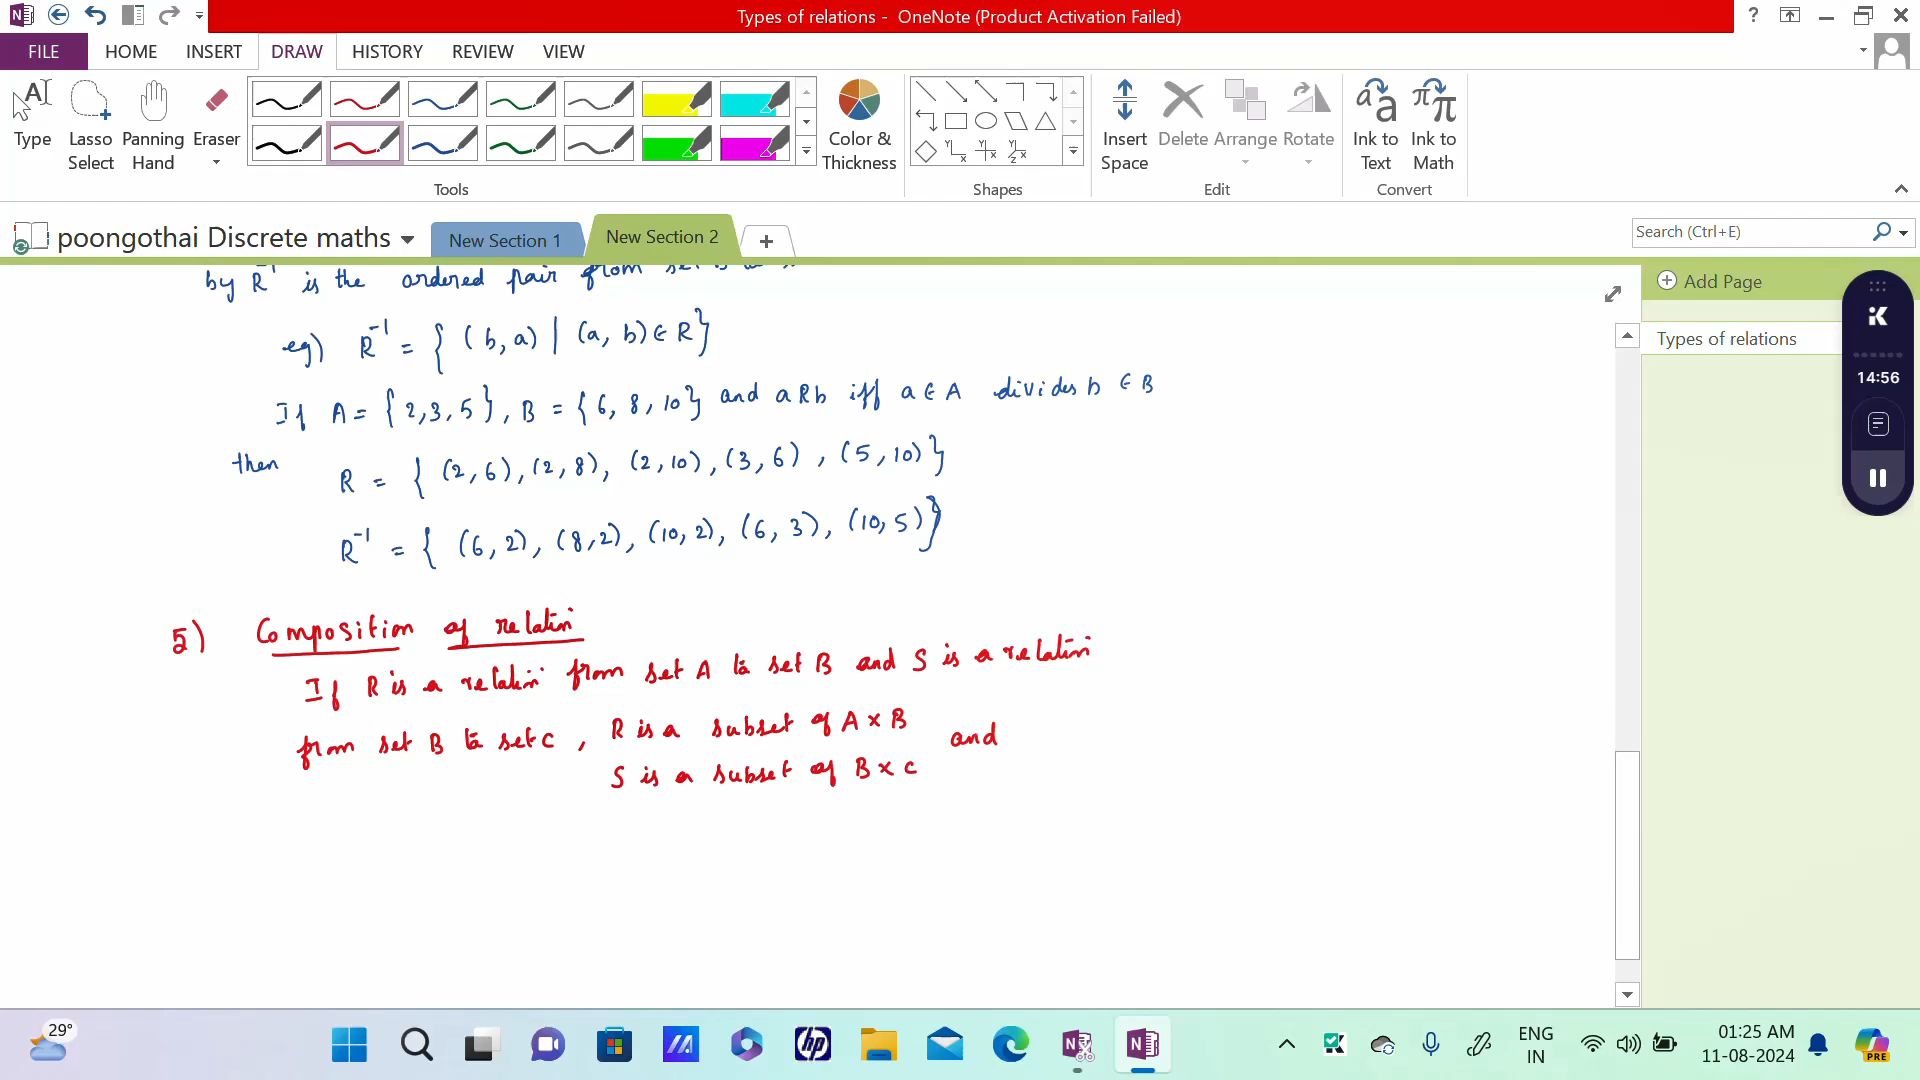 Types of relations - OneNote (Product Activation Failed)
?
FILE HOME INSERT DRAW HISTORY REVIEW VIEW
Type
Lasso Select
Panning Hand
Eraser
Color & Thickness
Insert Space
Delete
Arrange
Rotate
Ink to Text
Ink to Math
Tools
Shapes
Edit
Convert
poongothai Discrete maths
New Section 1
New Section 2
Search (Ctrl+E)
Add Page
Types of relations
14:56
by R⁻¹ is the ordered pair from set B
eg) R⁻¹ = { (b, a) | (a, b) ∈ R}
If A = { 2,3,5 }, B = {6, 8, 10} and aRb iff a ∈ A divides b ∈ B
then
R = { (2,6), (2,8), (2,10), (3,6) , (5,10)}
R⁻¹ = { (6,2), (8,2), (10,2), (6,3), (10,5)}
5) Composition of relatin
If R is a relatin from set A to set B and S is a relatin
from set B to set c , R is a subset of A × B and
S is a subset of B × c
29°
ENG
IN
01:25 AM
11-08-2024
PRE